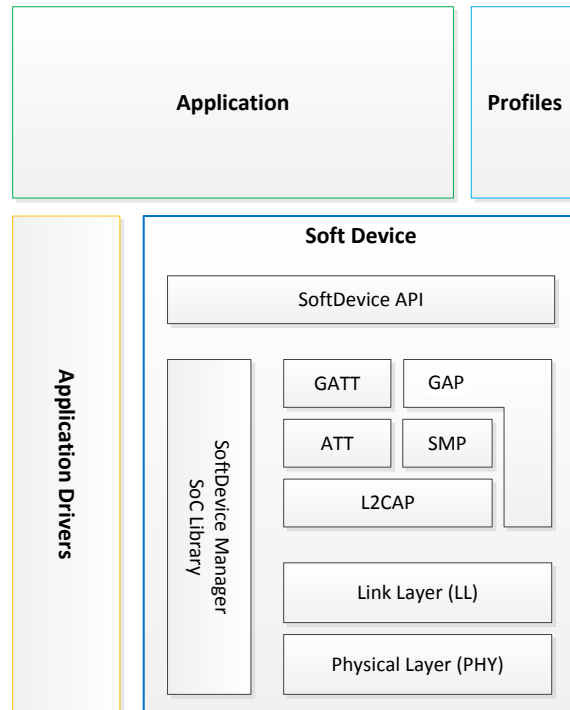 Application
Profiles
Application Drivers
Soft Device
SoftDevice API
SoftDevice Manager
SoC Library
GATT
GAP
ATT
SMP
L2CAP
Link Layer (LL)
Physical Layer (PHY)